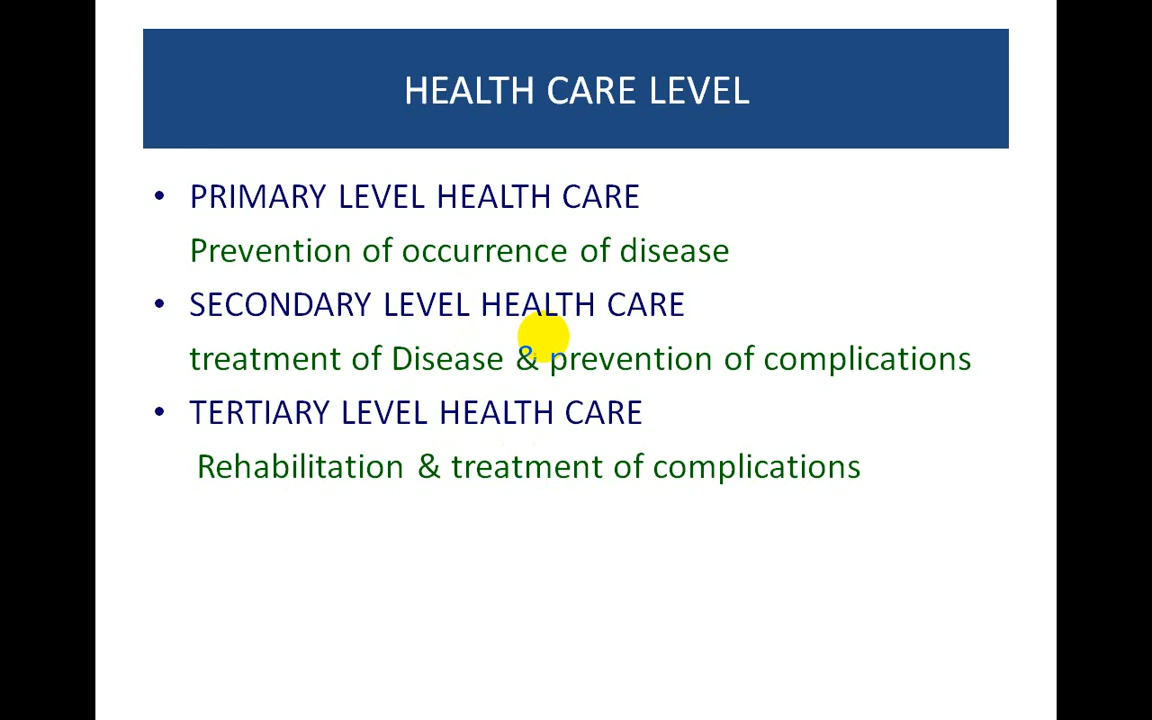 HEALTH CARE LEVEL
• PRIMARY LEVEL HEALTH CARE
Prevention of occurrence of disease
• SECONDARY LEVEL HEALTH CARE
treatment of Disease & prevention of complications
• TERTIARY LEVEL HEALTH CARE
Rehabilitation & treatment of complications